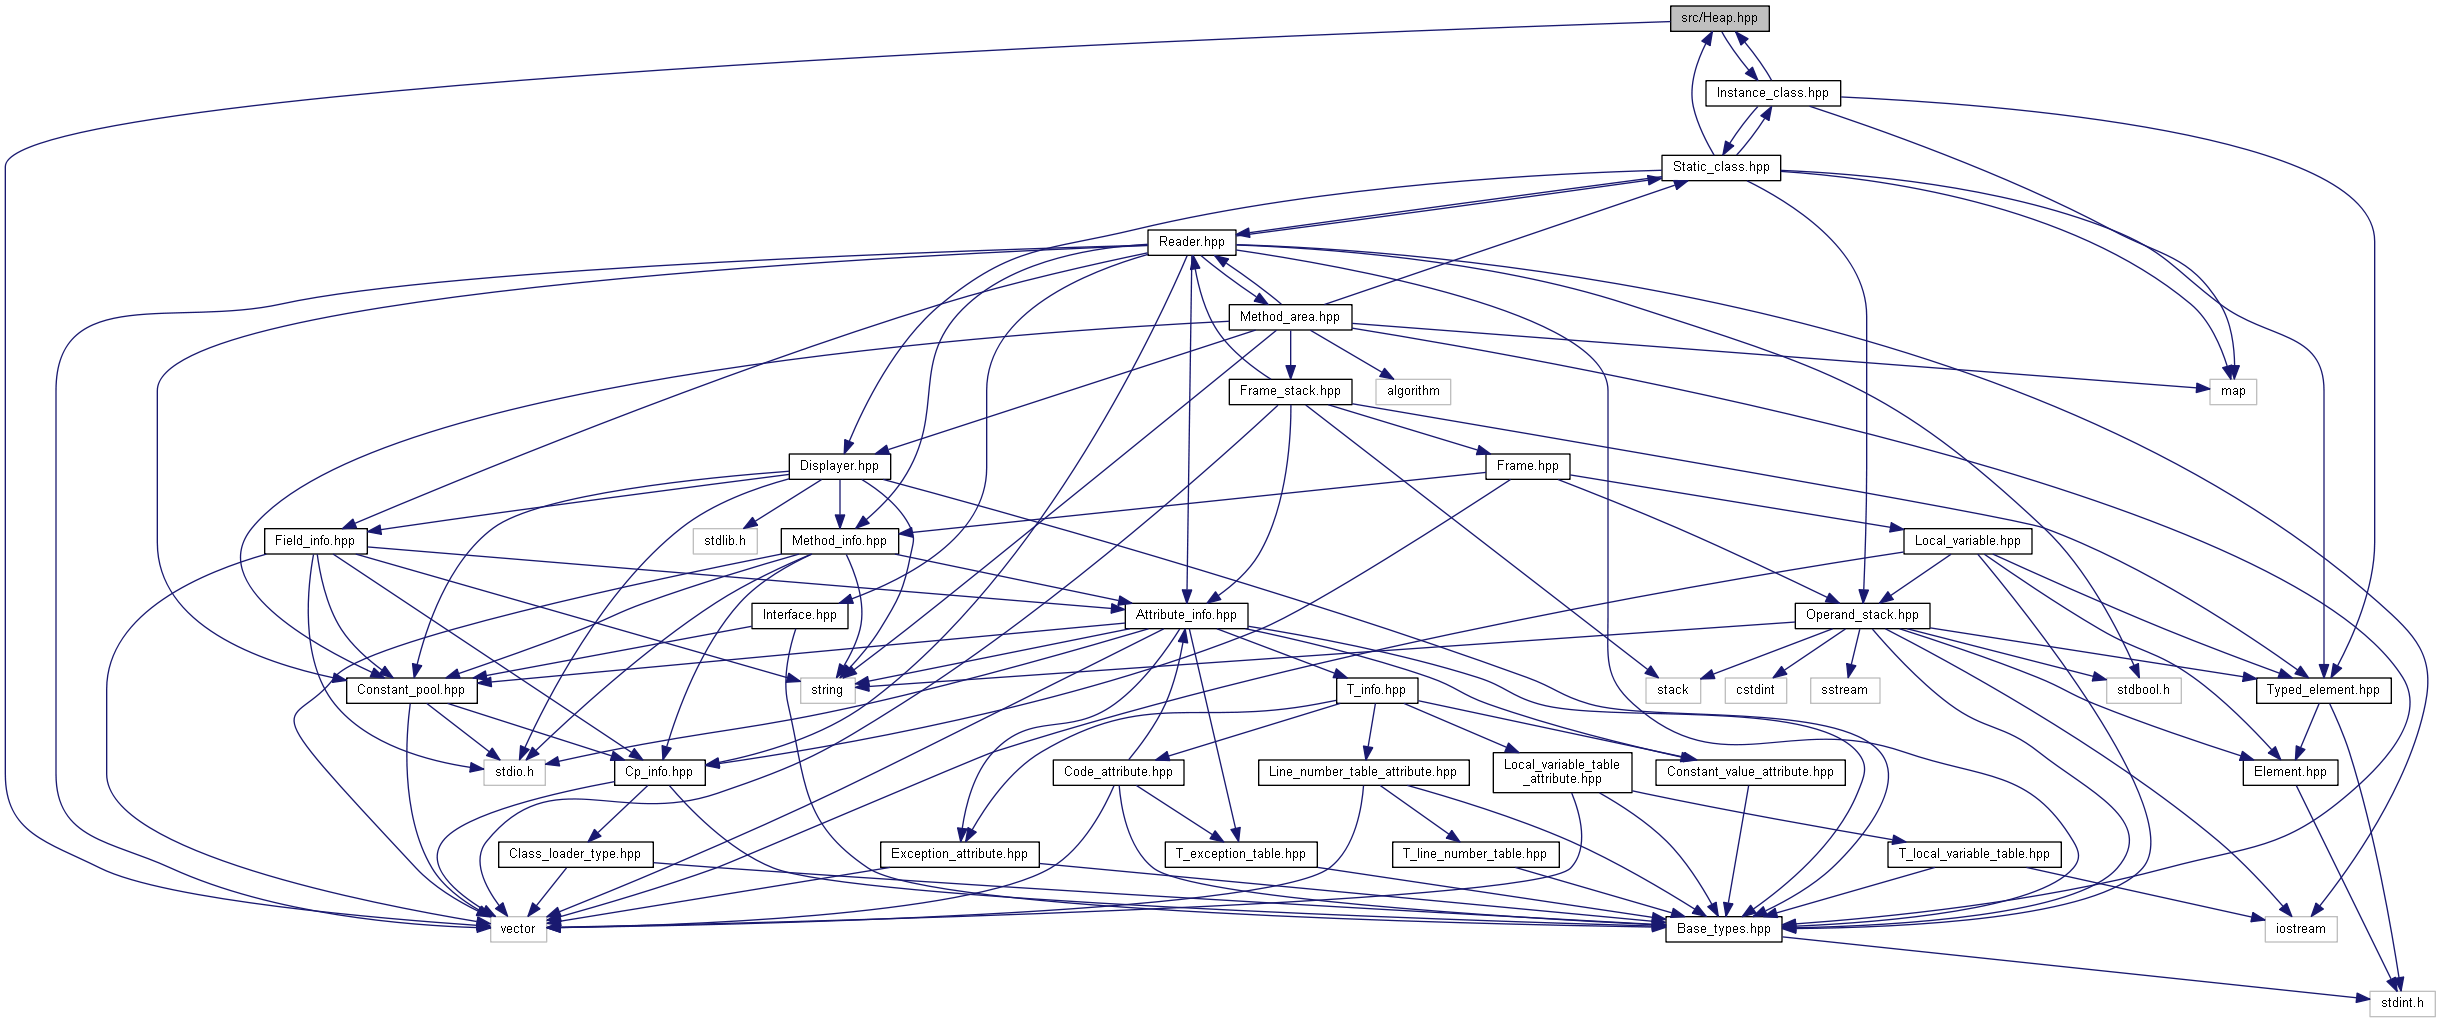 src/Heap.hpp
Instance_class.hpp
Static_class.hpp
Reader.hpp
Method_area.hpp
Frame_stack.hpp
algorithm
map
Displayer.hpp
Frame.hpp
Field_info.hpp
stdlib.h
Method_info.hpp
Local_variable.hpp
Interface.hpp
Attribute_info.hpp
Operand_stack.hpp
Constant_pool.hpp
string
T_info.hpp
stack
cstdint
sstream
stdbool.h
Typed_element.hpp
stdio.h
Cp_info.hpp
Code_attribute.hpp
Line_number_table_attribute.hpp
Local_variable_table
_attribute.hpp
Constant_value_attribute.hpp
Element.hpp
Class_loader_type.hpp
Exception_attribute.hpp
T_exception_table.hpp
T_line_number_table.hpp
T_local_variable_table.hpp
vector
Base_types.hpp
iostream
stdint.h